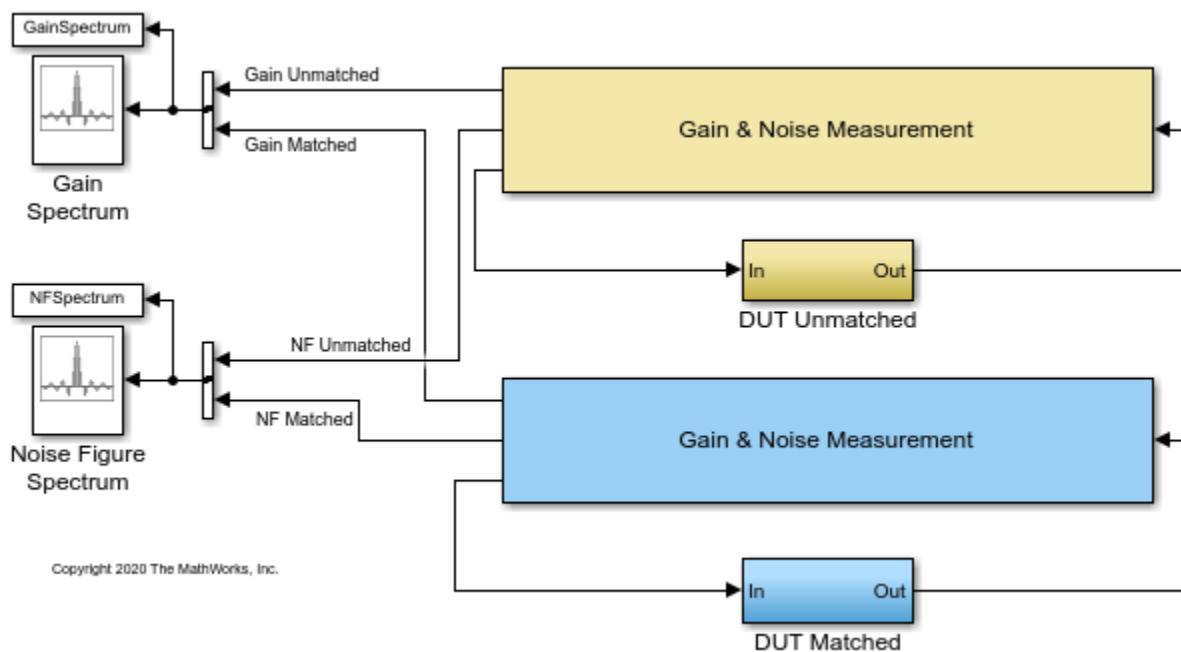 GainSpectrum
Gain Unmatched
Gain & Noise Measurement
Gain Matched
Gain
Spectrum
In
Out
DUT Unmatched
NFSpectrum
NF Unmatched
NF Matched
Gain & Noise Measurement
Noise Figure
Spectrum
Copyright 2020 The MathWorks, Inc.
In
Out
DUT Matched